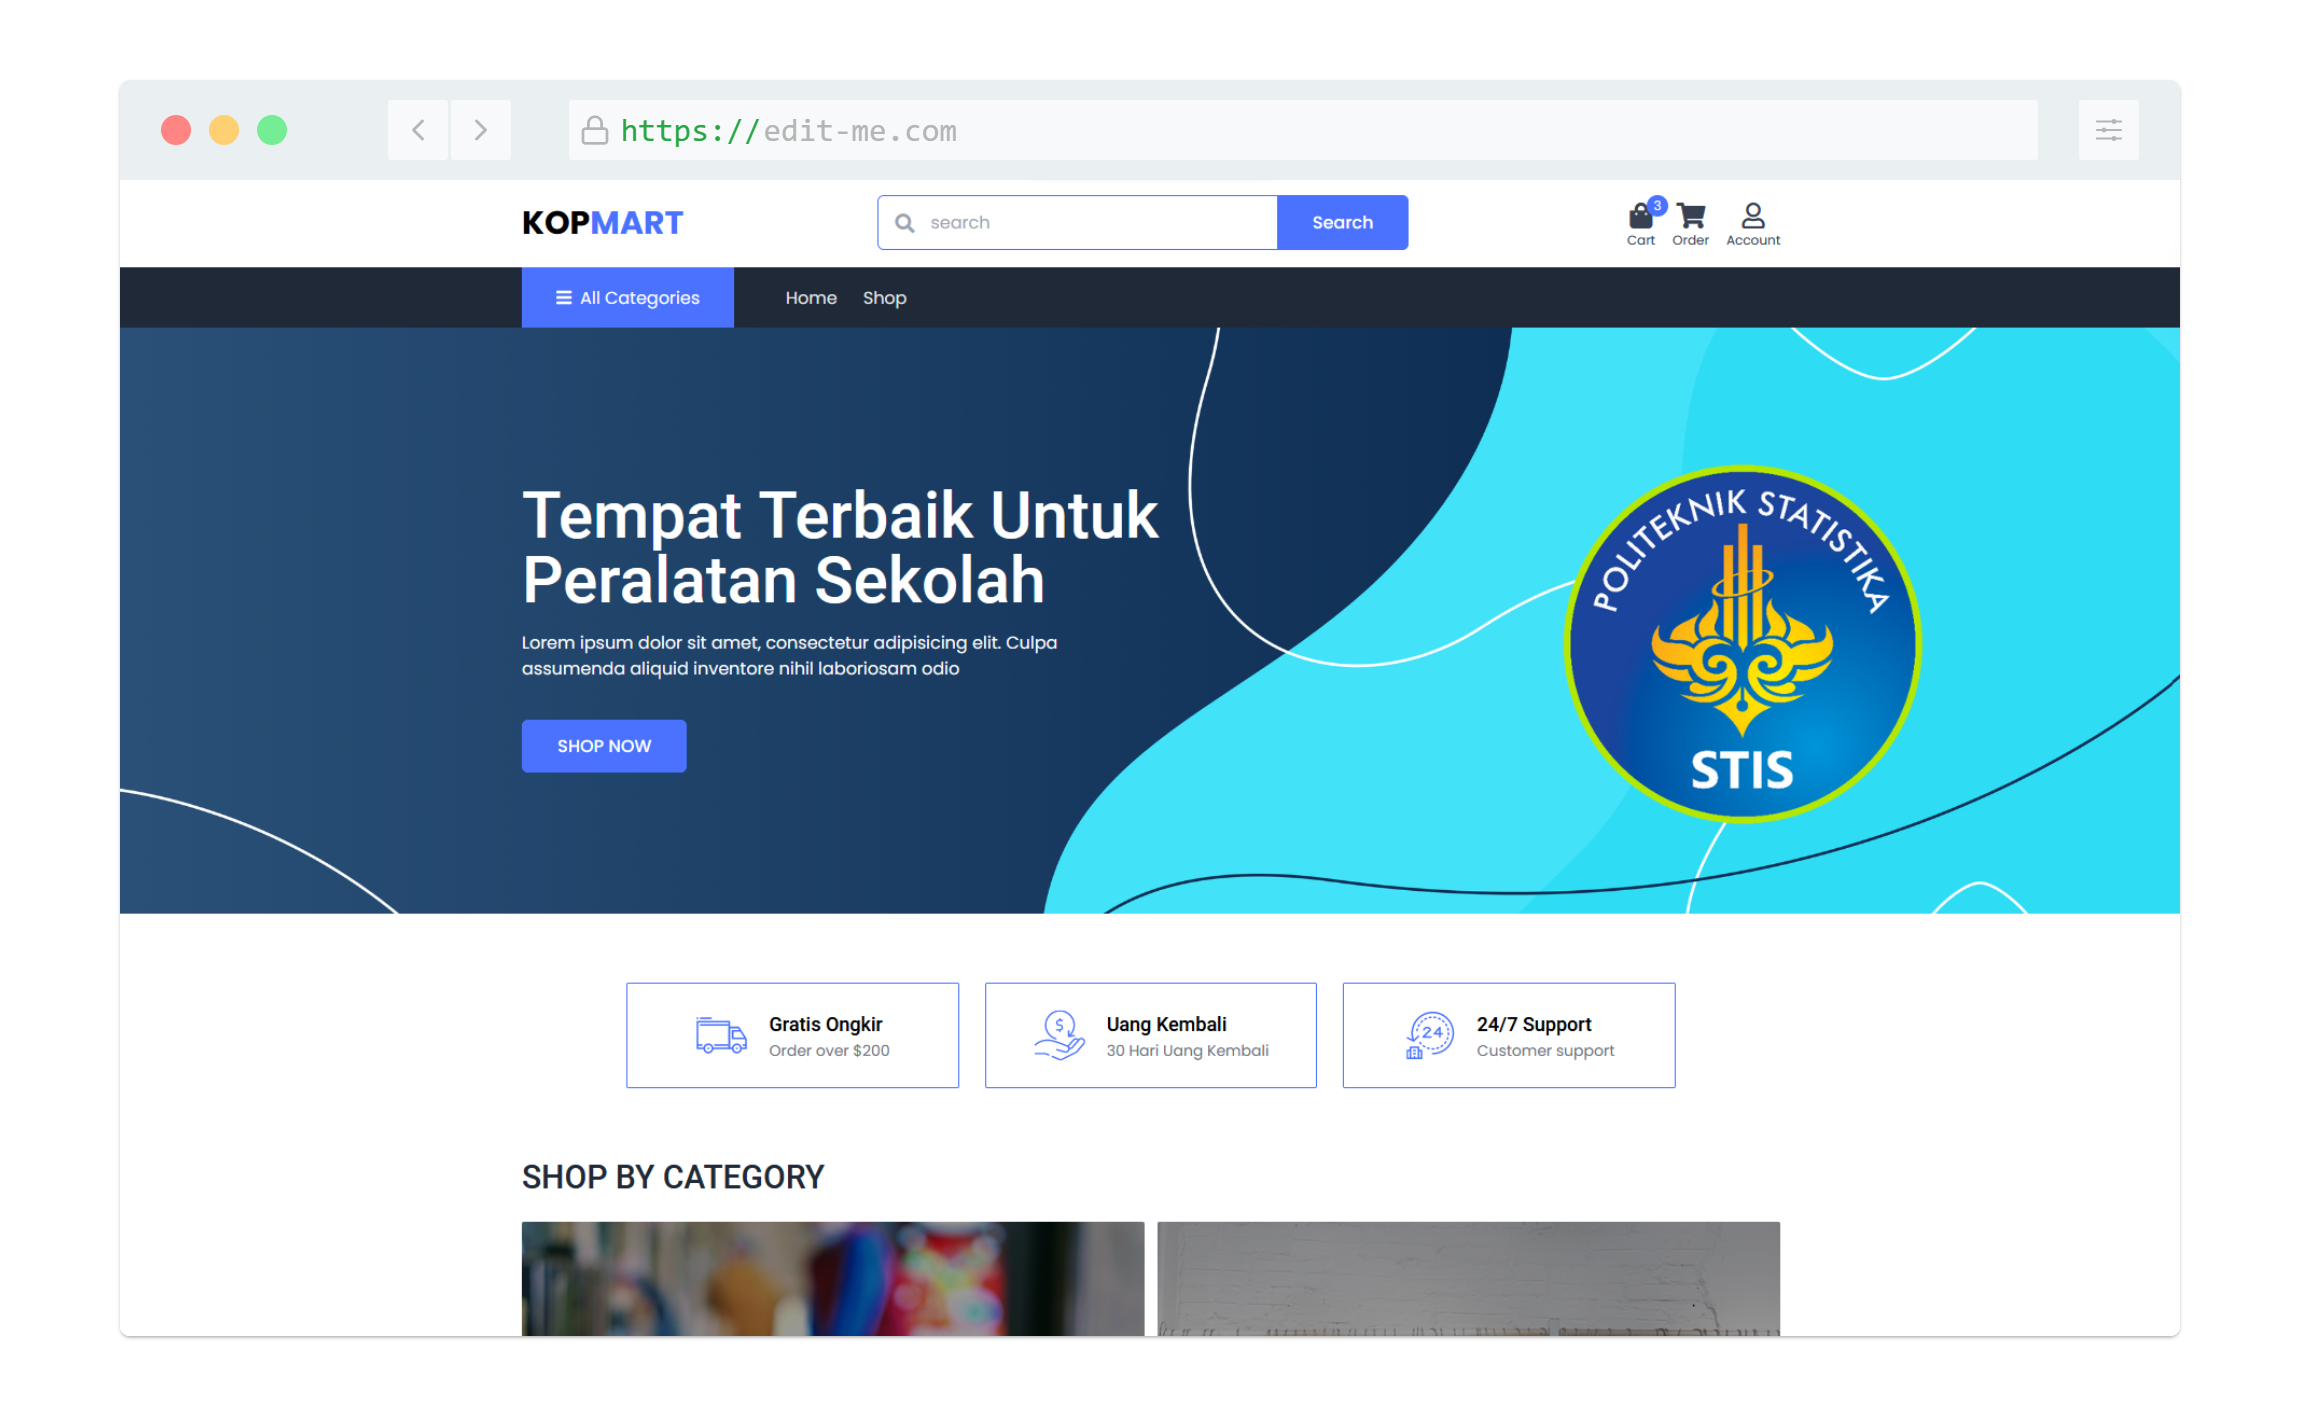 https://edit-me.com
KOPMART
search
Search
3
Cart
Order
Account
All Categories
Home
Shop
Tempat Terbaik Untuk
Peralatan Sekolah
Lorem ipsum dolor sit amet, consectetur adipisicing elit. Culpa
assumenda aliquid inventore nihil laboriosam odio
SHOP NOW
POLITEKNIK STATISTIKA
STIS
Gratis Ongkir
Order over $200
$
Uang Kembali
30 Hari Uang Kembali
24
24/7 Support
Customer support
SHOP BY CATEGORY